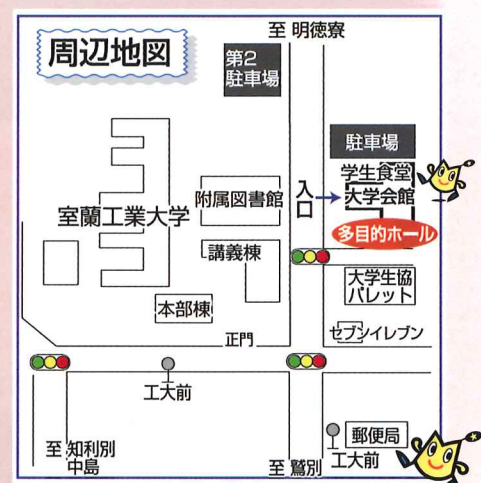 周辺地図
至 明徳寮
第2
駐車場
駐車場
学生食堂
大学会館
入口
附属図書館
室蘭工業大学
多目的ホール
講義棟
大学生協
パレット
本部棟
正門
セブンイレブン
工大前
至 知利別
中島
至 鷲別
郵便局
工大前